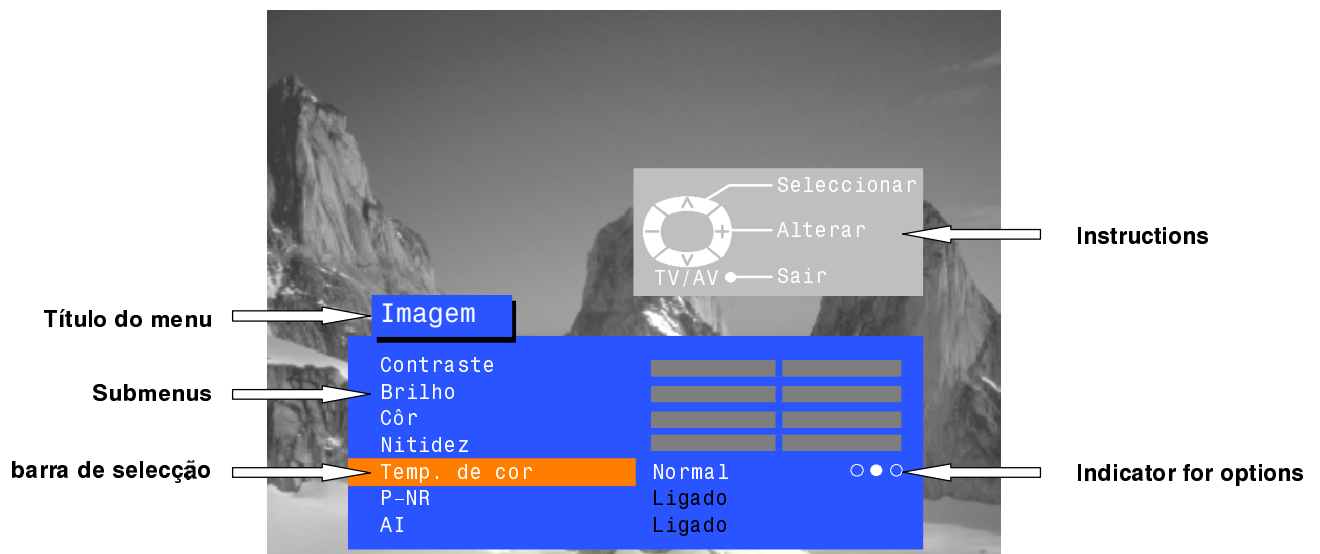 Seleccionar
Alterar
Instructions
TV/AV Sair
Título do menu
Imagem
Contraste
Submenus
Brilho
Côr
Nitidez
barra de selecção
Temp. de cor Normal
Indicator for options
P-NR Ligado
AI Ligado